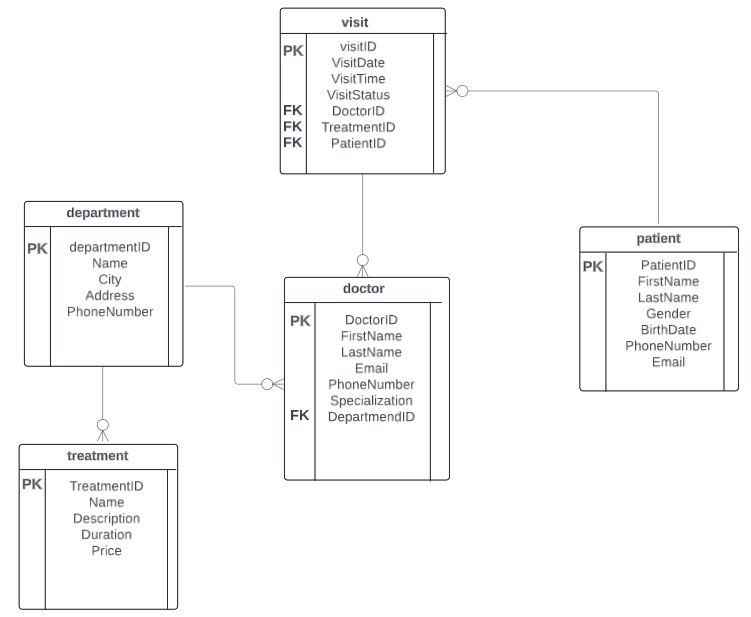 visit
PK visitID
VisitDate
VisitTime
VisitStatus
FK DoctorID
FK TreatmentID
FK PatientID
department
PK departmentID
Name
City
Address
PhoneNumber
patient
PK PatientID
FirstName
LastName
Gender
BirthDate
PhoneNumber
Email
doctor
PK DoctorID
FirstName
LastName
Email
PhoneNumber
Specialization
FK DepartmendID
treatment
PK TreatmentID
Name
Description
Duration
Price